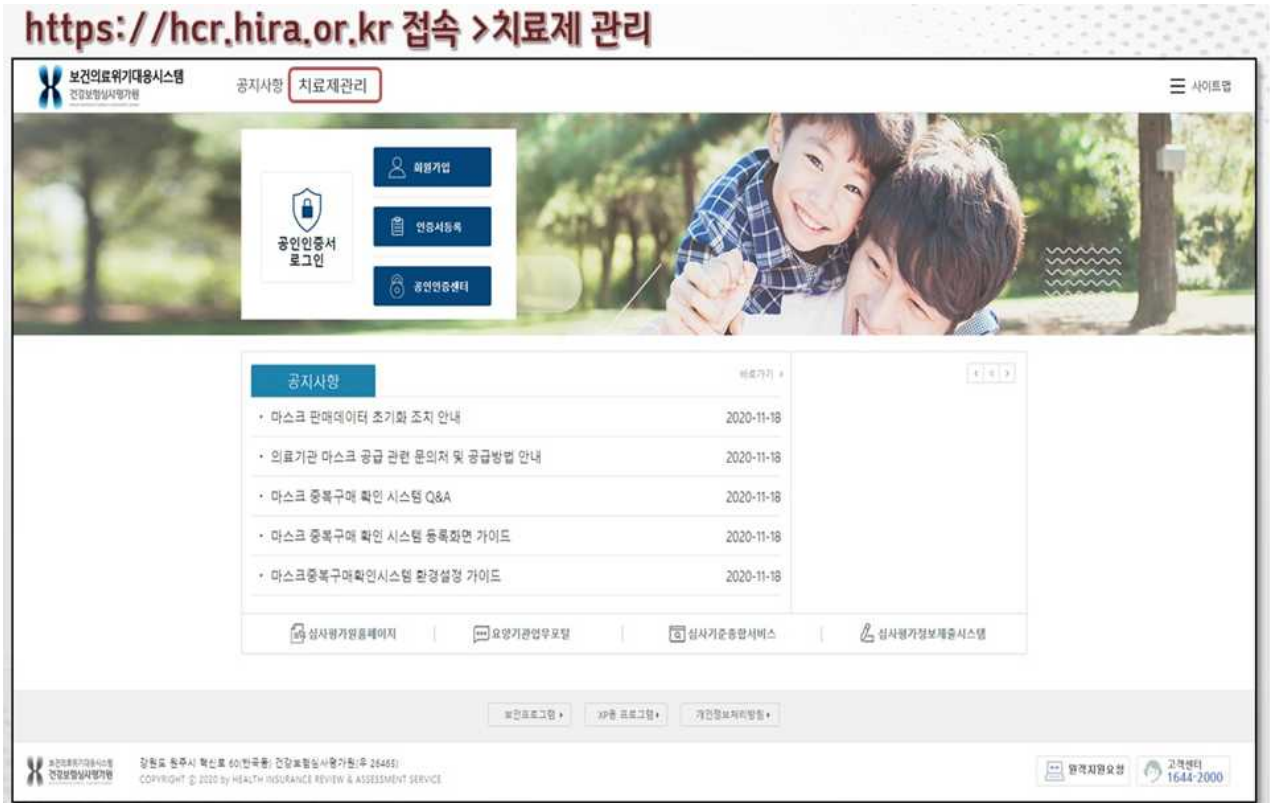 https://hcr.hira.or.kr 접속 >치료제 관리
보건의료위기대응시스템
건강보험심사평가원
공지사항 치료제관리
사이트맵
회원가입
공인인증서
로그인
인증서등록
공인인증센터
공지사항
바로가기
마스크 판매데이터 초기화 조치 안내 2020-11-18
의료기관 마스크 공급 관련 문의처 및 공급방법 안내 2020-11-18
마스크 중복구매 확인 시스템 Q&A 2020-11-18
마스크 중복구매 확인 시스템 등록화면 가이드 2020-11-18
마스크중복구매확인시스템 환경설정 가이드 2020-11-18
심사평가원홈페이지 요양기관업무포털 심사기준종합서비스 심사평가정보제출시스템
보안프로그램 XP용 프로그램 개인정보처리방침
보건의료위기대응시스템
건강보험심사평가원
강원도 원주시 혁신로 60(반곡동) 건강보험심사평가원(우 26465)
COPYRIGHT ⓒ 2020 by HEALTH INSURANCE REVIEW & ASSESSMENT SERVICE
원격지원요청
고객센터
1644-2000